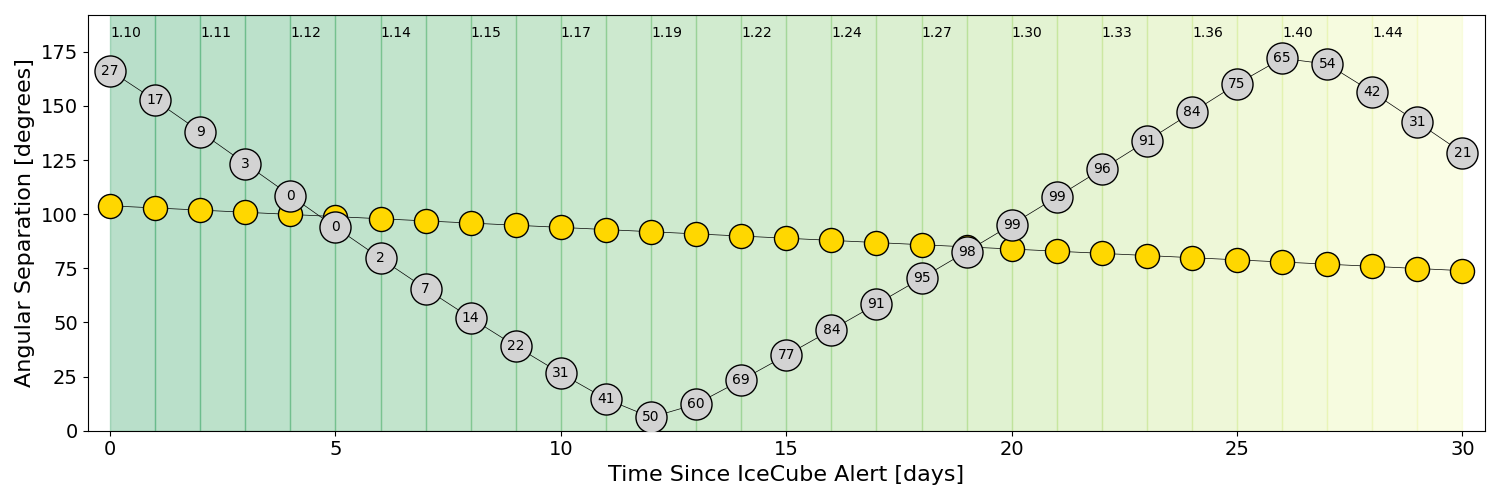 1.10 1.11 1.12 1.14 1.15 1.17 1.19 1.22 1.24 1.27 1.30 1.33 1.36 1.40 1.44
Angular Separation [degrees]
175
150
125
100
75
50
25
0
27 17 9 3 0 0 2 7 14 22 31 41 50 60 69 77 84 91 95 98 99 99 96 91 84 75 65 54 42 31 21
0 5 10 15 20 25 30
Time Since IceCube Alert [days]